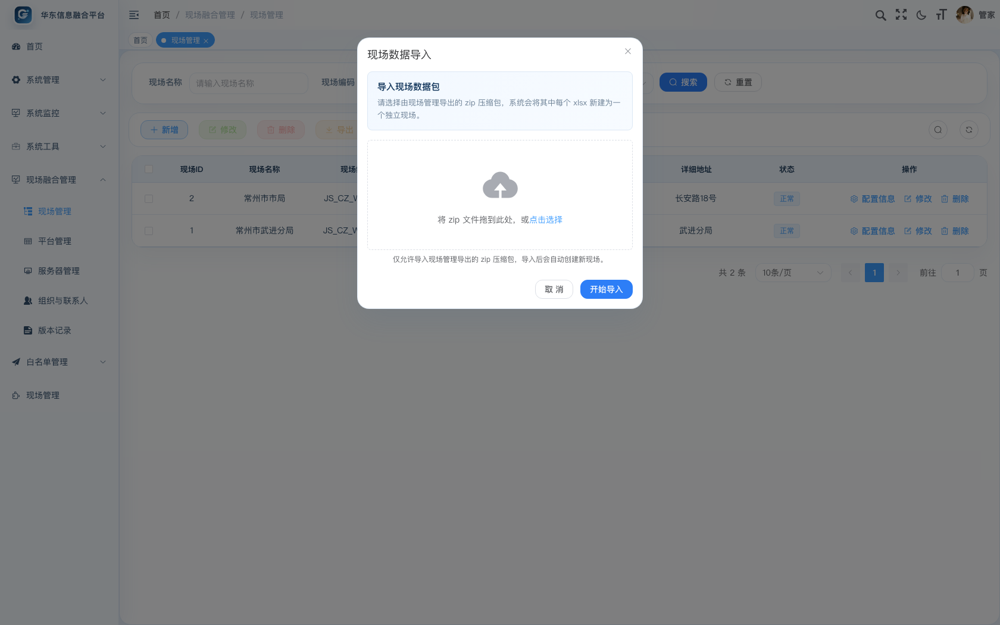 华东信息融合平台
首页 / 现场融合管理 / 现场管理
管家
首页
现场管理
首页
系统管理
系统监控
系统工具
现场融合管理
现场管理
平台管理
服务器管理
组织与联系人
版本记录
白名单管理
现场管理
现场名称 请输入现场名称 现场编码
搜索 重置
新增 修改 删除 导出
现场ID 现场名称 详细地址 状态 操作
2 常州市市局 长安路18号 正常 配置信息 修改 删除
1 常州市武进分局 武进分局 正常 配置信息 修改 删除
共 2 条 10条/页 1 前往 1 页
现场数据导入
导入现场数据包
请选择由现场管理导出的 zip 压缩包，系统会将其中每个 xlsx 新建为一
个独立现场。
将 zip 文件拖到此处，或点击选择
仅允许导入现场管理导出的 zip 压缩包，导入后会自动创建新现场。
取 消 开始导入